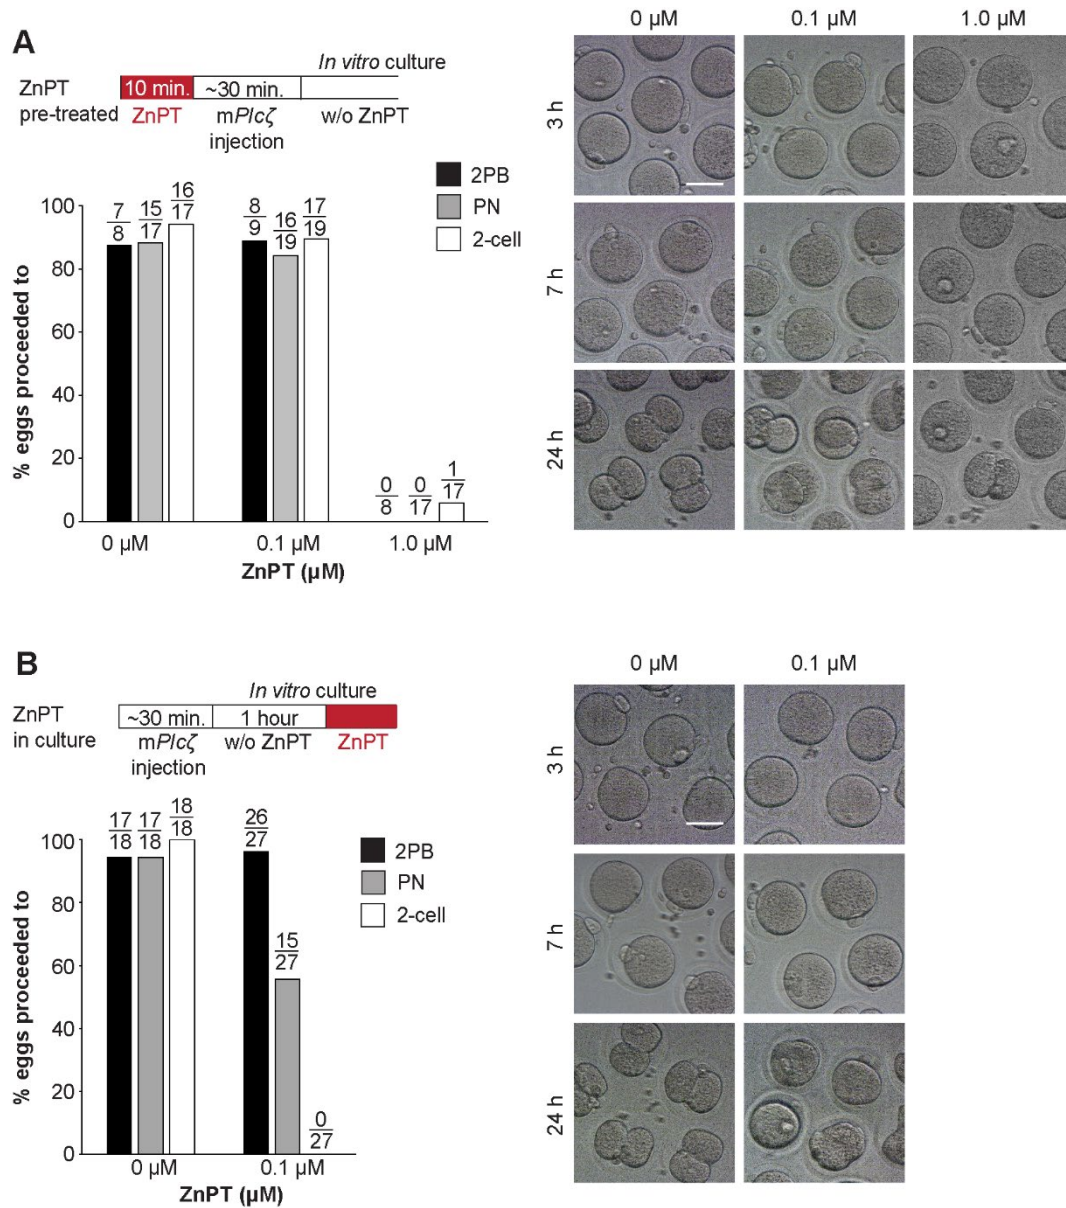 A
In vitro culture
ZnPT 10 min. ~30 min.
pre-treated ZnPT mPlcζ w/o ZnPT
injection
2PB
PN
2-cell
% eggs proceeded to
100
80
60
40
20
0
7/8 15/17 16/17
8/9 16/19 17/19
0/8 0/17 1/17
0 µM 0.1 µM 1.0 µM
ZnPT (µM)
0 µM 0.1 µM 1.0 µM
3 h
7 h
24 h
B
In vitro culture
ZnPT ~30 min. 1 hour
in culture mPlcζ w/o ZnPT ZnPT
injection
2PB
PN
2-cell
% eggs proceeded to
100
80
60
40
20
0
17/18 17/18 18/18
26/27 15/27 0/27
0 µM 0.1 µM
ZnPT (µM)
0 µM 0.1 µM
3 h
7 h
24 h